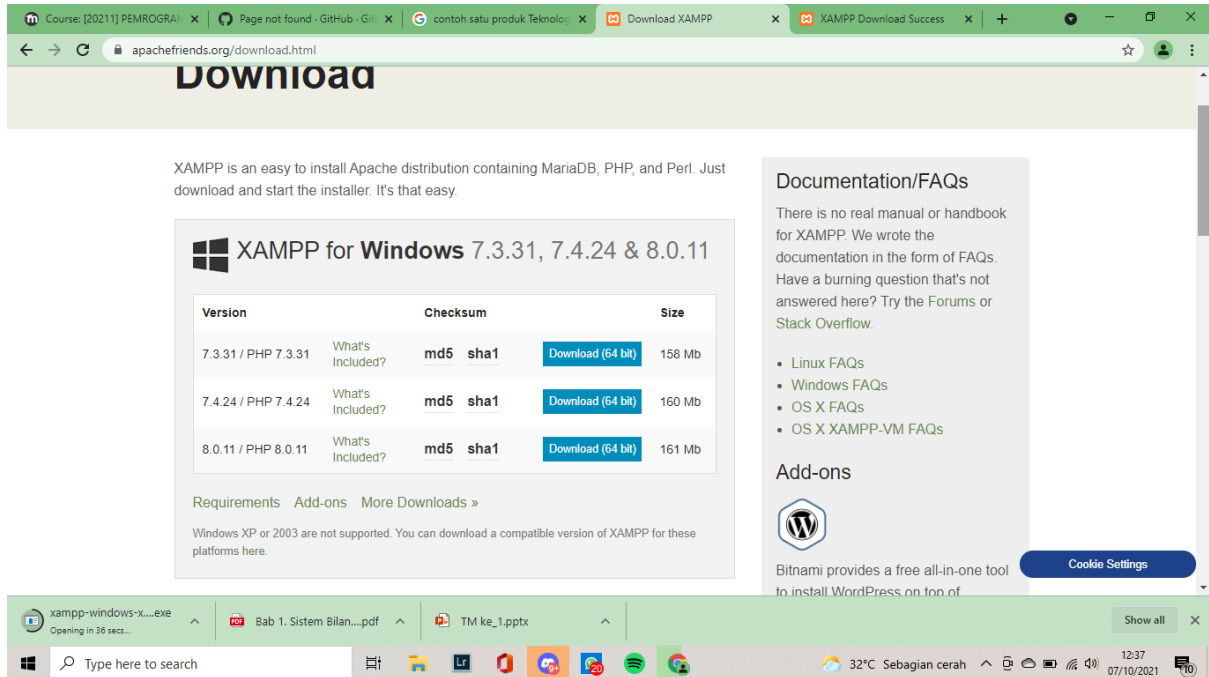 Course: [20211] PEMROGRAM
Page not found · GitHub · Git
contoh satu produk Teknolog
Download XAMPP
XAMPP Download Success
apachefriends.org/download.html
Download
XAMPP is an easy to install Apache distribution containing MariaDB, PHP, and Perl. Just
download and start the installer. It's that easy.
XAMPP for Windows 7.3.31, 7.4.24 & 8.0.11
Version Checksum Size
7.3.31 / PHP 7.3.31 What's Included? md5 sha1 Download (64 bit) 158 Mb
7.4.24 / PHP 7.4.24 What's Included? md5 sha1 Download (64 bit) 160 Mb
8.0.11 / PHP 8.0.11 What's Included? md5 sha1 Download (64 bit) 161 Mb
Requirements Add-ons More Downloads »
Windows XP or 2003 are not supported. You can download a compatible version of XAMPP for these
platforms here.
Documentation/FAQs
There is no real manual or handbook
for XAMPP. We wrote the
documentation in the form of FAQs.
Have a burning question that's not
answered here? Try the Forums or
Stack Overflow.
• Linux FAQs
• Windows FAQs
• OS X FAQs
• OS X XAMPP-VM FAQs
Add-ons
Bitnami provides a free all-in-one tool
to install WordPress on top of
Cookie Settings
xampp-windows-x....exe
Opening in 36 secs...
Bab 1. Sistem Bilan....pdf
TM ke_1.pptx
Show all
Type here to search
Lr
9+
20
32°C Sebagian cerah
12:37
07/10/2021
10